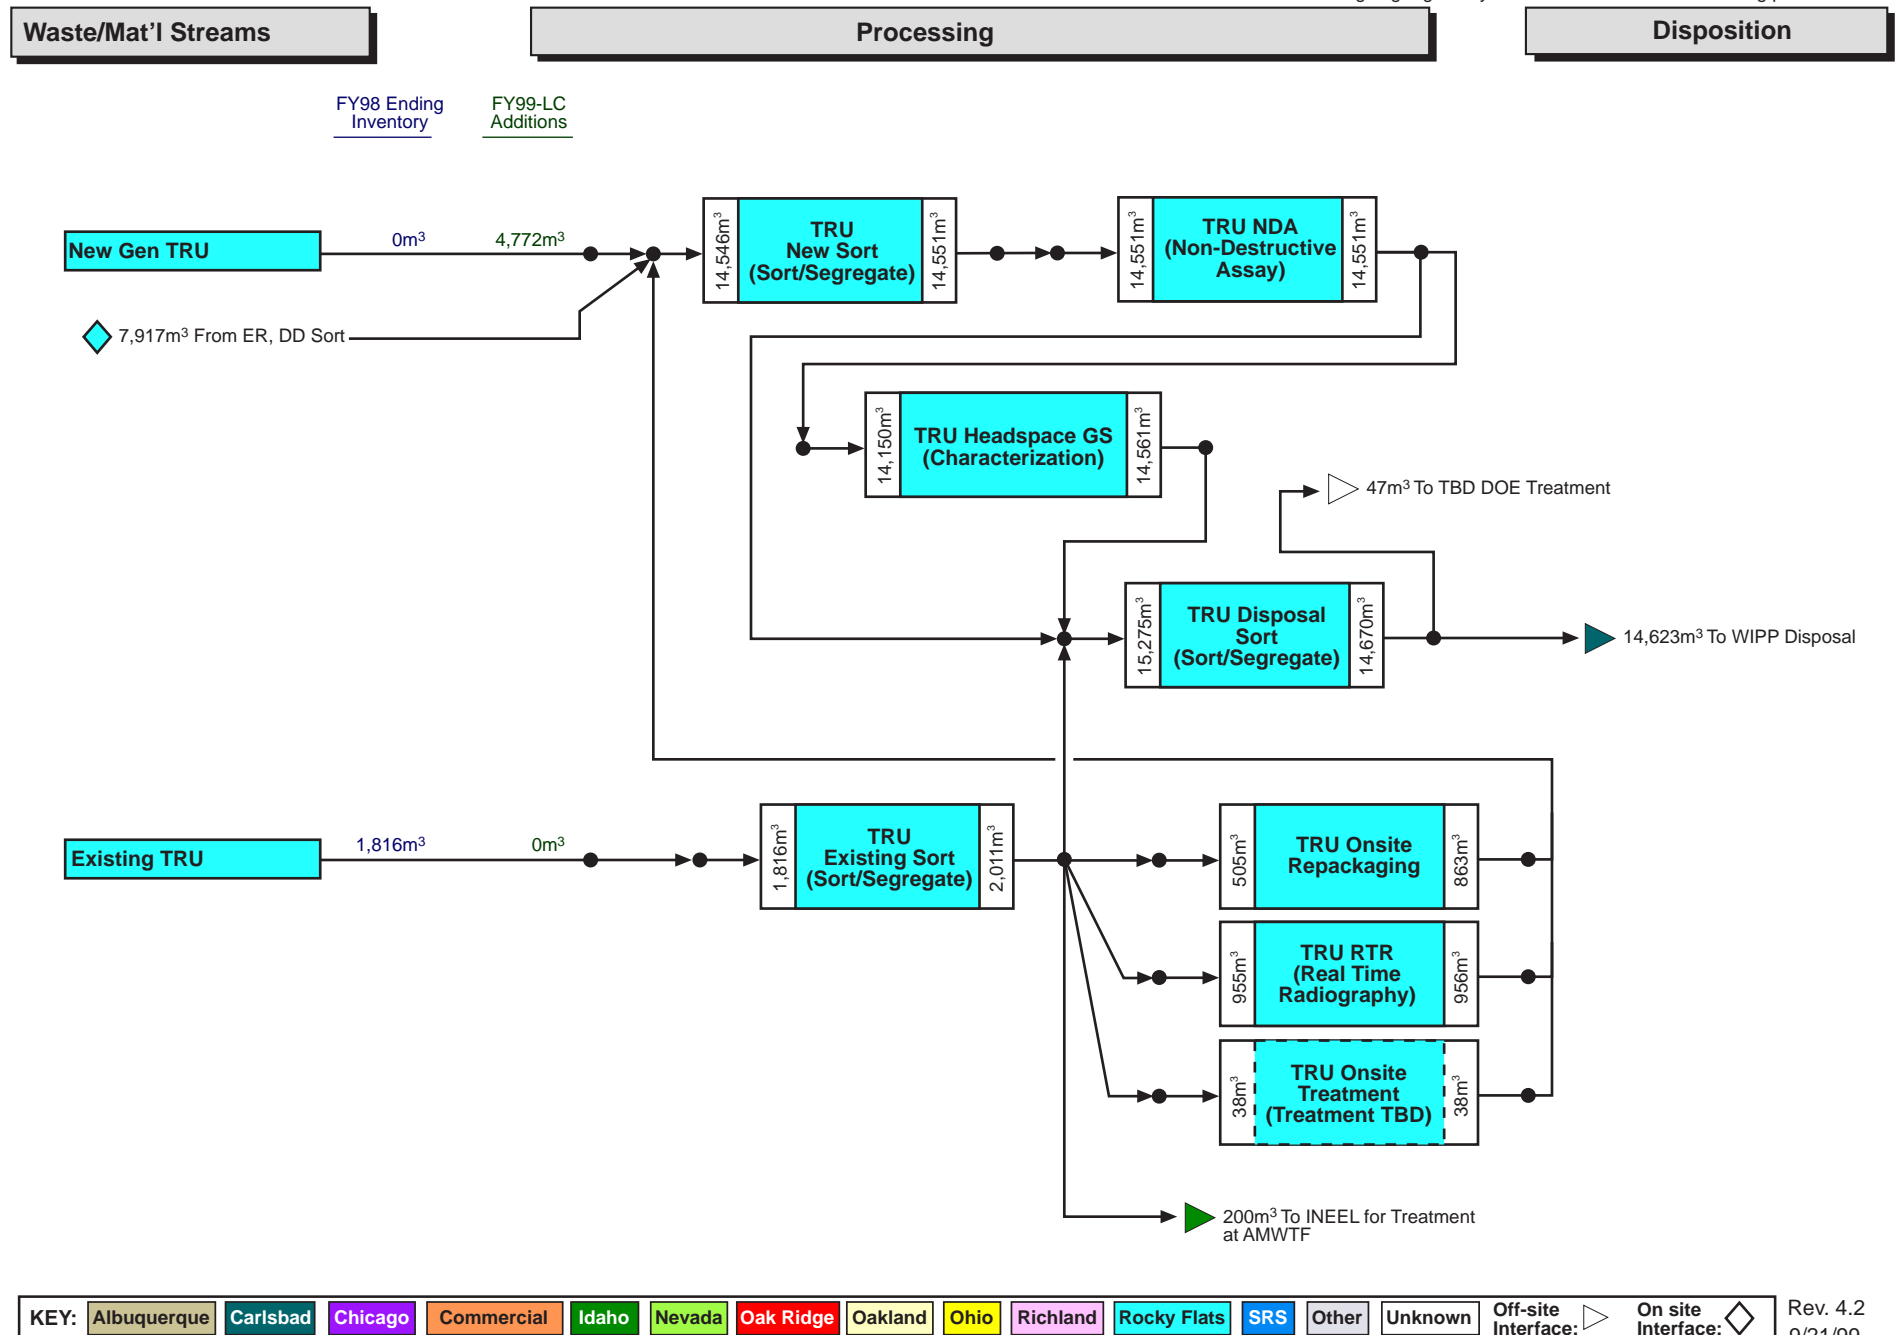 Waste/Mat'l Streams
Processing
Disposition
FY98 Ending
Inventory
FY99-LC
Additions
New Gen TRU
0m³
4,772m³
14,546m³
TRU
New Sort
(Sort/Segregate)
14,551m³
14,551m³
TRU NDA
(Non-Destructive
Assay)
14,551m³
7,917m³ From ER, DD Sort
14,150m³
TRU Headspace GS
(Characterization)
14,561m³
47m³ To TBD DOE Treatment
15,275m³
TRU Disposal
Sort
(Sort/Segregate)
14,670m³
14,623m³ To WIPP Disposal
Existing TRU
1,816m³
0m³
1,816m³
TRU
Existing Sort
(Sort/Segregate)
2,011m³
505m³
TRU Onsite
Repackaging
863m³
955m³
TRU RTR
(Real Time
Radiography)
956m³
38m³
TRU Onsite
Treatment
(Treatment TBD)
38m³
200m³ To INEEL for Treatment
at AMWTF
KEY:
Albuquerque
Carlsbad
Chicago
Commercial
Idaho
Nevada
Oak Ridge
Oakland
Ohio
Richland
Rocky Flats
SRS
Other
Unknown
Off-site
Interface:
On site
Interface:
Rev. 4.2
9/21/99